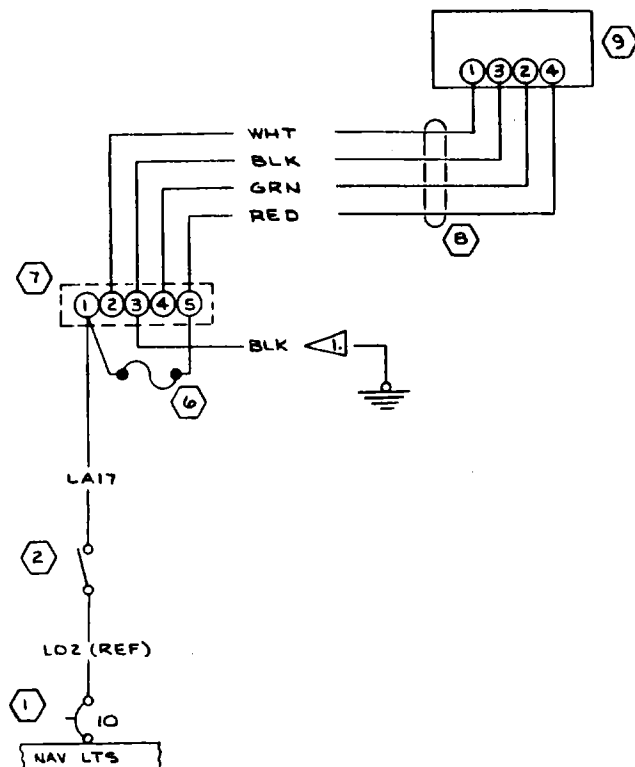 9
1 3 2 4
WHT
BLK
GRN
RED
8
7
1 2 3 4 5
BLK 1.
6
LA17
2
LO2 (REF)
1
10
NAV LTS